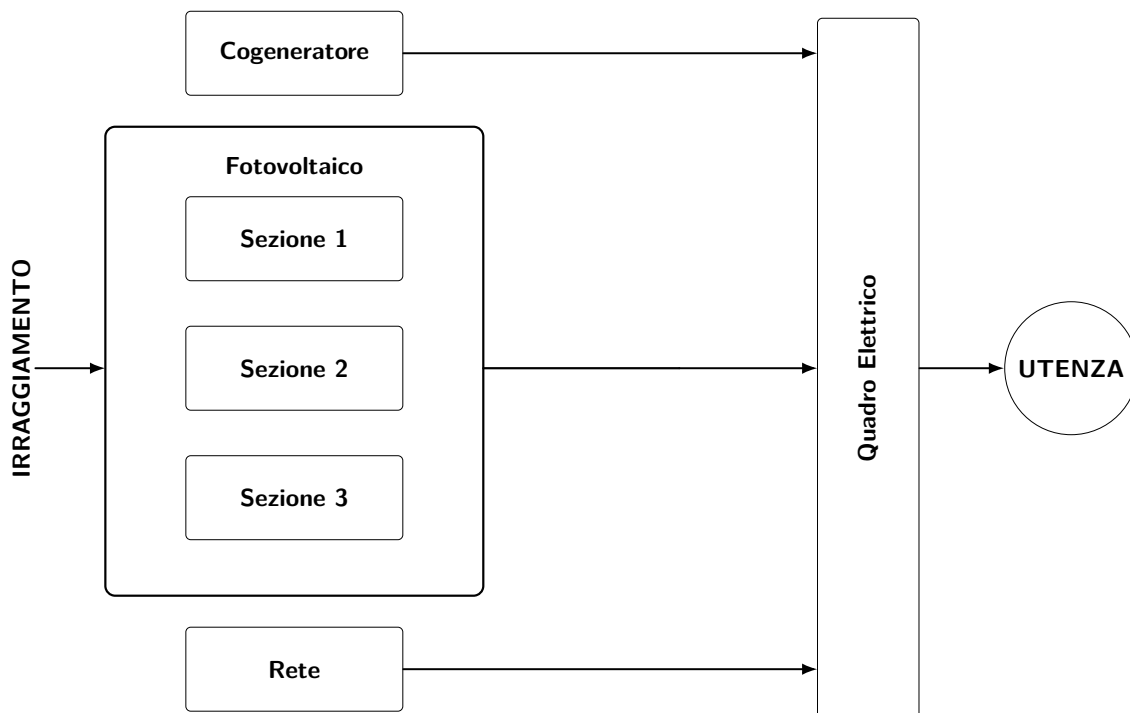 Cogeneratore
Fotovoltaico
Sezione 1
Sezione 2
Sezione 3
Rete
IRRAGGIAMENTO
Quadro Elettrico
UTENZA